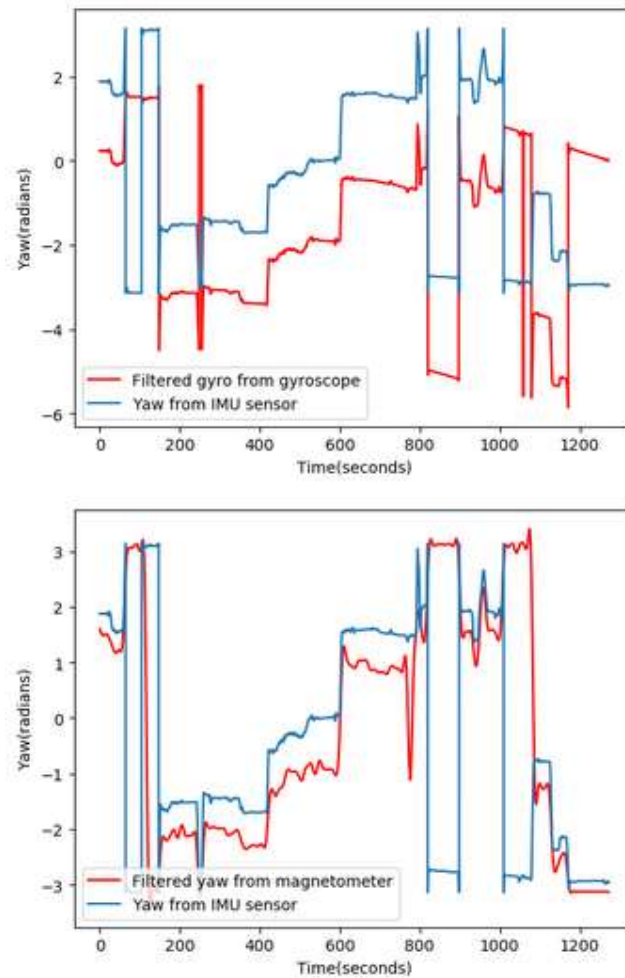 2
0
−2
−4
−6
Yaw(radians)
Filtered gyro from gyroscope
Yaw from IMU sensor
0 200 400 600 800 1000 1200
Time(seconds)
3
2
1
0
−1
−2
−3
Yaw(radians)
Filtered yaw from magnetometer
Yaw from IMU sensor
0 200 400 600 800 1000 1200
Time(seconds)